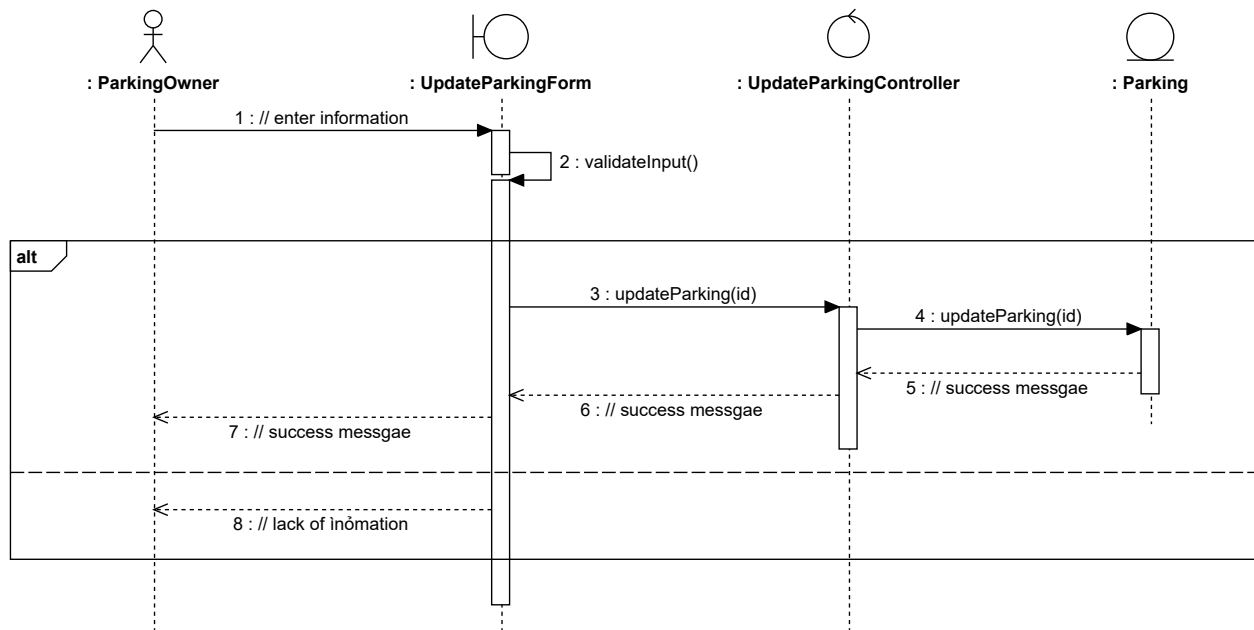 : ParkingOwner
: UpdateParkingForm
: UpdateParkingController
: Parking
1 : // enter information
2 : validateInput()
alt
3 : updateParking(id)
4 : updateParking(id)
5 : // success messgae
6 : // success messgae
7 : // success messgae
8 : // lack of ìnỏmation